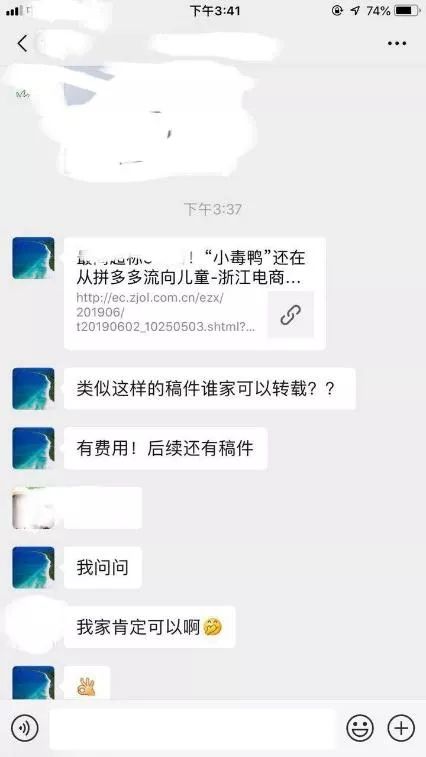 下午3:41
74%
下午3:37
！“小毒鸭”还在
从拼多多流向儿童-浙江电商...
http://ec.zjol.com.cn/ezx/
201906/
t20190602_10250503.shtml?...
类似这样的稿件谁家可以转载？？
有费用！后续还有稿件
我问问
我家肯定可以啊